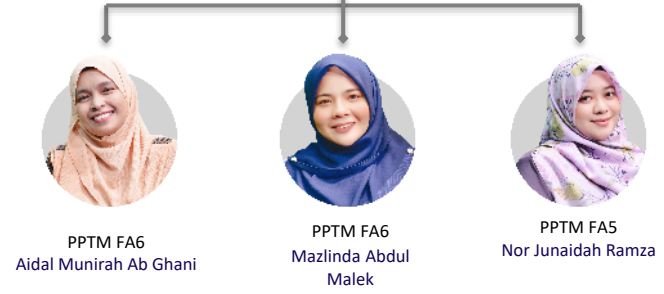 PPTM FA6
Aidal Munirah Ab Ghani
PPTM FA6
Mazlinda Abdul
Malek
PPTM FA5
Nor Junaidah Ramza